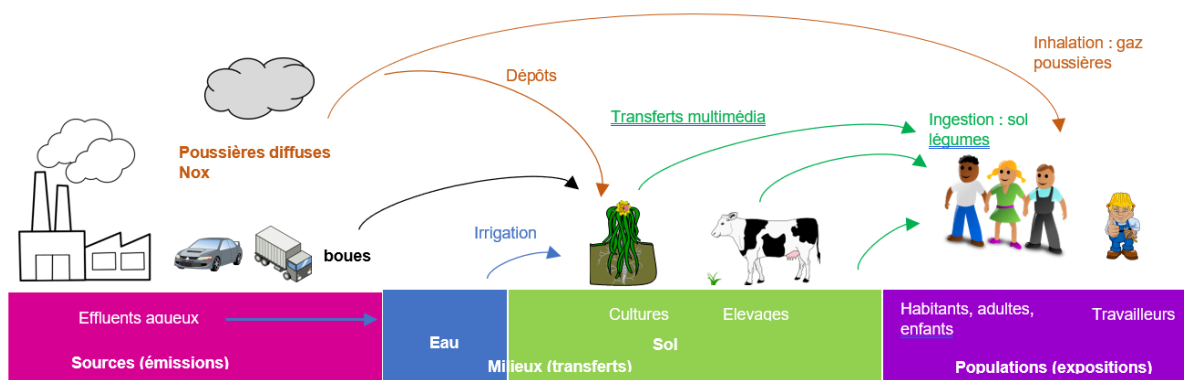 Inhalation : gaz
poussières
Dépôts
Transferts multimédia
Ingestion : sol
légumes
Poussières diffuses
Nox
Irrigation
boues
Effluents aqueux
Sources (émissions)
Eau
Cultures
Elevages
Sol
Milieux (transferts)
Habitants, adultes,
enfants
Travailleurs
Populations (expositions)